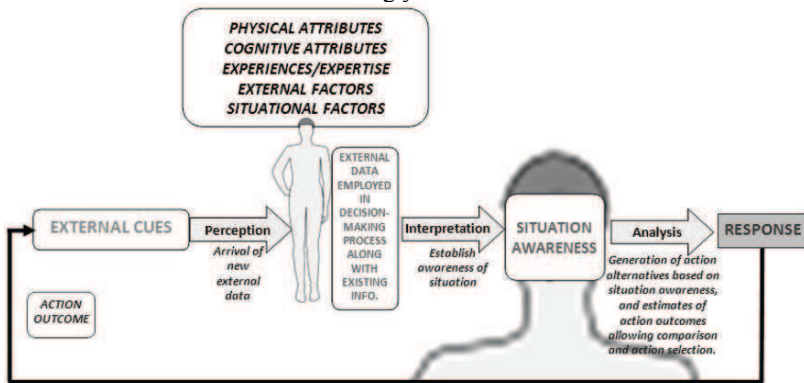 PHYSICAL ATTRIBUTES
COGNITIVE ATTRIBUTES
EXPERIENCES/EXPERTISE
EXTERNAL FACTORS
SITUATIONAL FACTORS
EXTERNAL CUES
Perception
Arrival of
new
external
data
EXTERNAL
DATA
EMPLOYED
IN
DECISION-
MAKING
PROCESS
ALONG
WITH
EXISTING
INFO.
Interpretation
Establish
awareness of
situation
SITUATION
AWARENESS
Analysis
Generation of action
alternatives based on
situation awareness,
and estimates of
action outcomes
allowing comparison
and action selection.
RESPONSE
ACTION
OUTCOME